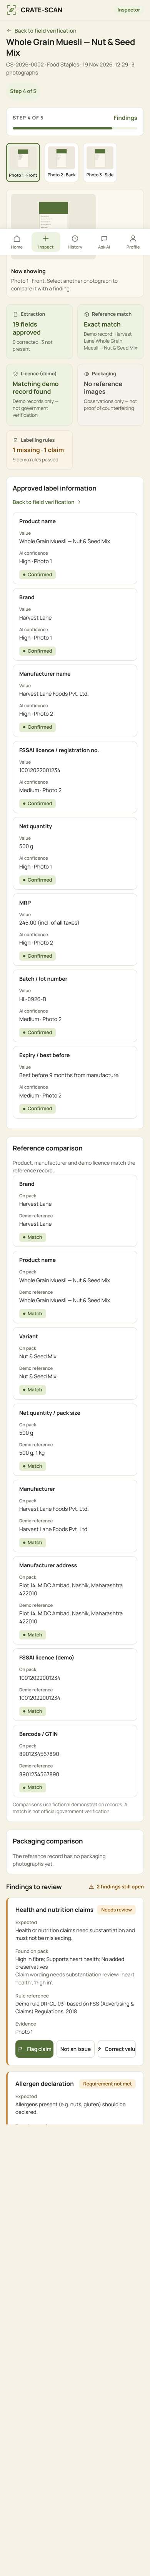 CRATE-SCAN
Inspector
Back to field verification
Whole Grain Muesli — Nut & Seed
Mix
CS-2026-0002 · Food Staples · 19 Nov 2026, 12:29 · 3
photographs
Step 4 of 5
STEP 4 OF 5
Findings
Photo 1 · Front
Photo 2 · Back
Photo 3 · Side
Home
Inspect
History
Ask AI
Profile
Now showing
Photo 1 · Front. Select another photograph to
compare it with a finding.
Extraction
19 fields
approved
0 corrected · 3 not
present
Reference match
Exact match
Demo record: Harvest
Lane Whole Grain
Muesli — Nut & Seed Mix
Licence (demo)
Matching demo
record found
Demo records only —
not government
verification
Packaging
No reference
images
Observations only — not
proof of counterfeiting
Labelling rules
1 missing · 1 claim
9 demo rules passed
Approved label information
Back to field verification
Product name
Value
Whole Grain Muesli — Nut & Seed Mix
AI confidence
High · Photo 1
Confirmed
Brand
Value
Harvest Lane
AI confidence
High · Photo 1
Confirmed
Manufacturer name
Value
Harvest Lane Foods Pvt. Ltd.
AI confidence
High · Photo 2
Confirmed
FSSAI licence / registration no.
Value
10012022001234
AI confidence
Medium · Photo 2
Confirmed
Net quantity
Value
500 g
AI confidence
High · Photo 1
Confirmed
MRP
Value
245.00 (incl. of all taxes)
AI confidence
High · Photo 2
Confirmed
Batch / lot number
Value
HL-0926-B
AI confidence
Medium · Photo 2
Confirmed
Expiry / best before
Value
Best before 9 months from manufacture
AI confidence
Medium · Photo 2
Confirmed
Reference comparison
Product, manufacturer and demo licence match the
reference record.
Brand
On pack
Harvest Lane
Demo reference
Harvest Lane
Match
Product name
On pack
Whole Grain Muesli — Nut & Seed Mix
Demo reference
Whole Grain Muesli — Nut & Seed Mix
Match
Variant
On pack
Nut & Seed Mix
Demo reference
Nut & Seed Mix
Match
Net quantity / pack size
On pack
500 g
Demo reference
500 g, 1 kg
Match
Manufacturer
On pack
Harvest Lane Foods Pvt. Ltd.
Demo reference
Harvest Lane Foods Pvt. Ltd.
Match
Manufacturer address
On pack
Plot 14, MIDC Ambad, Nashik, Maharashtra
422010
Demo reference
Plot 14, MIDC Ambad, Nashik, Maharashtra
422010
Match
FSSAI licence (demo)
On pack
10012022001234
Demo reference
10012022001234
Match
Barcode / GTIN
On pack
8901234567890
Demo reference
8901234567890
Match
Comparisons use fictional demonstration records. A
match is not official government verification.
Packaging comparison
The reference record has no packaging
photographs yet.
Findings to review
2 findings still open
Health and nutrition claims
Needs review
Expected
Health or nutrition claims need substantiation and
must not be misleading.
Found on pack
High in fibre; Supports heart health; No added
preservatives
Claim wording needs substantiation review: 'heart
health', 'high in'.
Rule reference
Demo rule DR-CL-03 · based on FSS (Advertising &
Claims) Regulations, 2018
Evidence
Photo 1
Flag claim
Not an issue
Correct valu
Allergen declaration
Requirement not met
Expected
Allergens present (e.g. nuts, gluten) should be
declared.